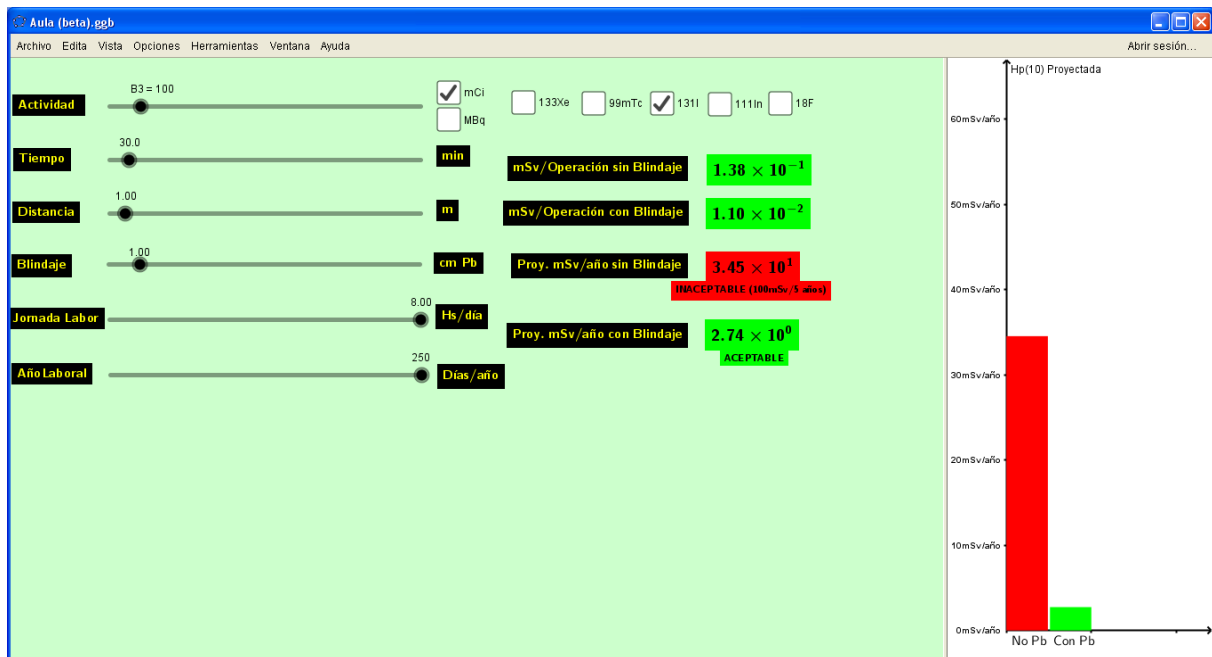 Aula (beta).ggb
Archivo Edita Vista Opciones Herramientas Ventana Ayuda Abrir sesión...
Hp(10) Proyectada
B3 = 100
Actividad
mCi
MBq
133Xe 99mTc 131I 111In 18F
60mSv/año
30.0
Tiempo
min
mSv/Operación sin Blindaje 1.38 × 10⁻¹
1.00
Distancia
m
mSv/Operación con Blindaje 1.10 × 10⁻²
50mSv/año
1.00
Blindaje
cm Pb
Proy. mSv/año sin Blindaje 3.45 × 10¹
INACEPTABLE (100mSv/5 años)
40mSv/año
8.00
Jornada Labor
Hs/día
Proy. mSv/año con Blindaje 2.74 × 10⁰
ACEPTABLE
250
Año Laboral
Días/año
30mSv/año
20mSv/año
10mSv/año
0mSv/año
No Pb Con Pb